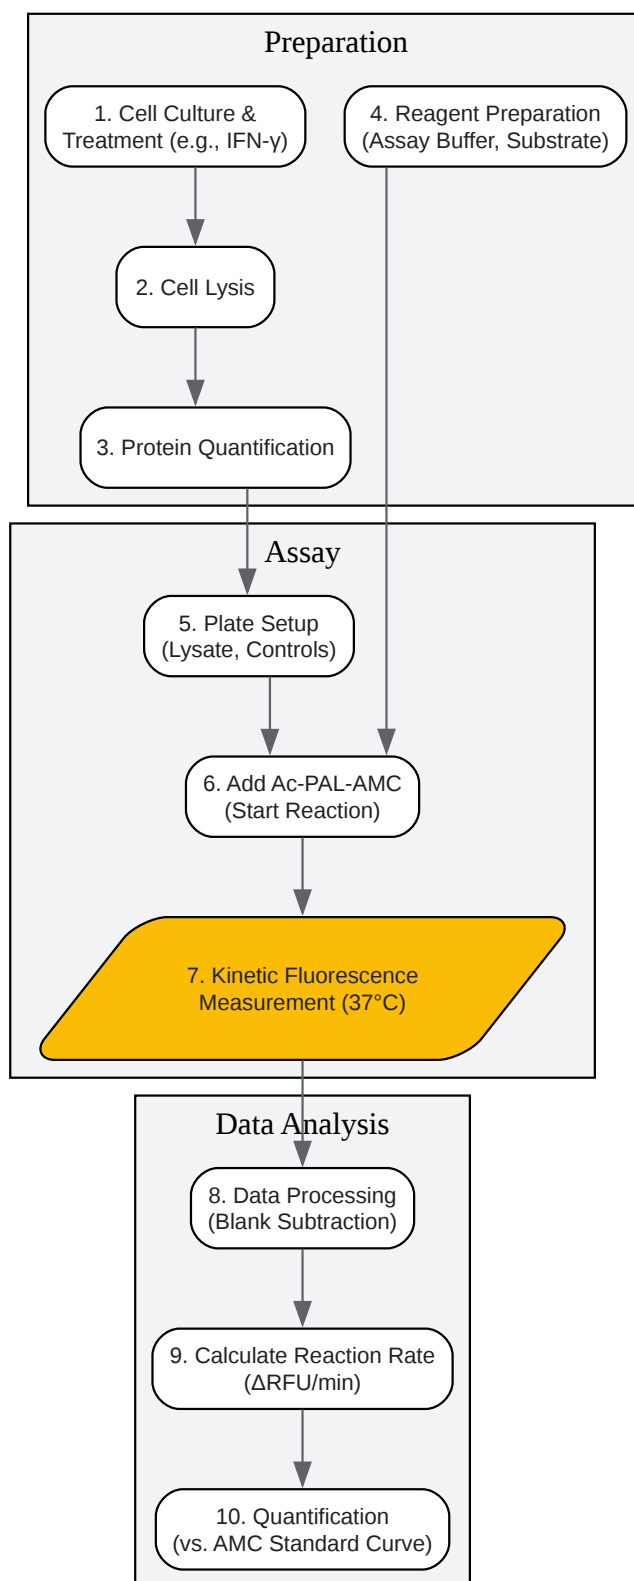 Preparation
1. Cell Culture &
Treatment (e.g., IFN-γ)
4. Reagent Preparation
(Assay Buffer, Substrate)
2. Cell Lysis
3. Protein Quantification
Assay
5. Plate Setup
(Lysate, Controls)
6. Add Ac-PAL-AMC
(Start Reaction)
7. Kinetic Fluorescence
Measurement (37°C)
Data Analysis
8. Data Processing
(Blank Subtraction)
9. Calculate Reaction Rate
(ΔRFU/min)
10. Quantification
(vs. AMC Standard Curve)